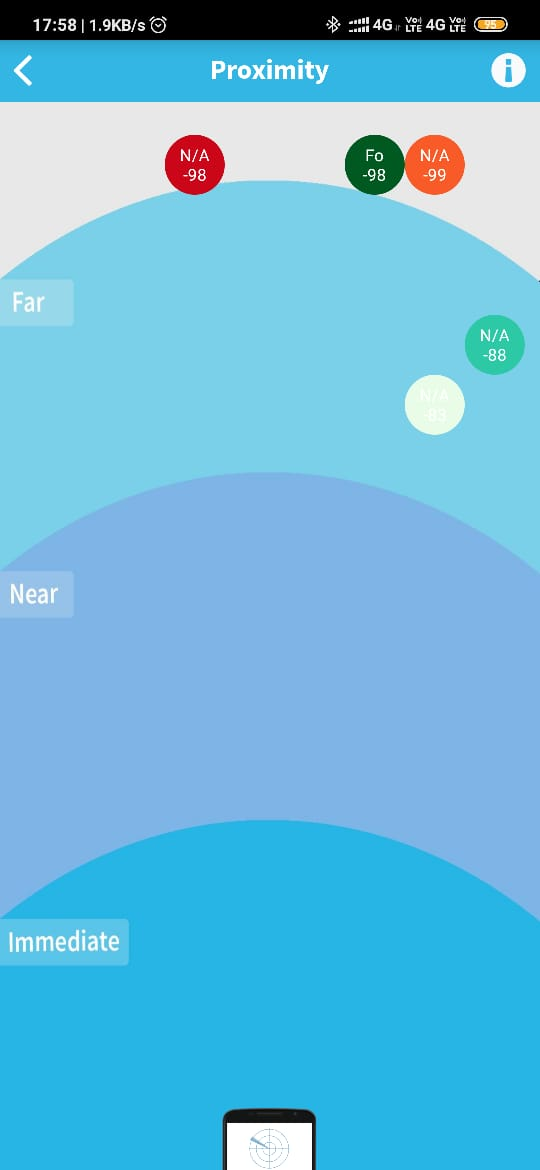 17:58 | 1.9KB/s 4G Vo) LTE 4G Vo) LTE 95
Proximity
N/A
-98
Fo
-98
N/A
-99
Far
N/A
-88
N/A
-83
Near
Immediate